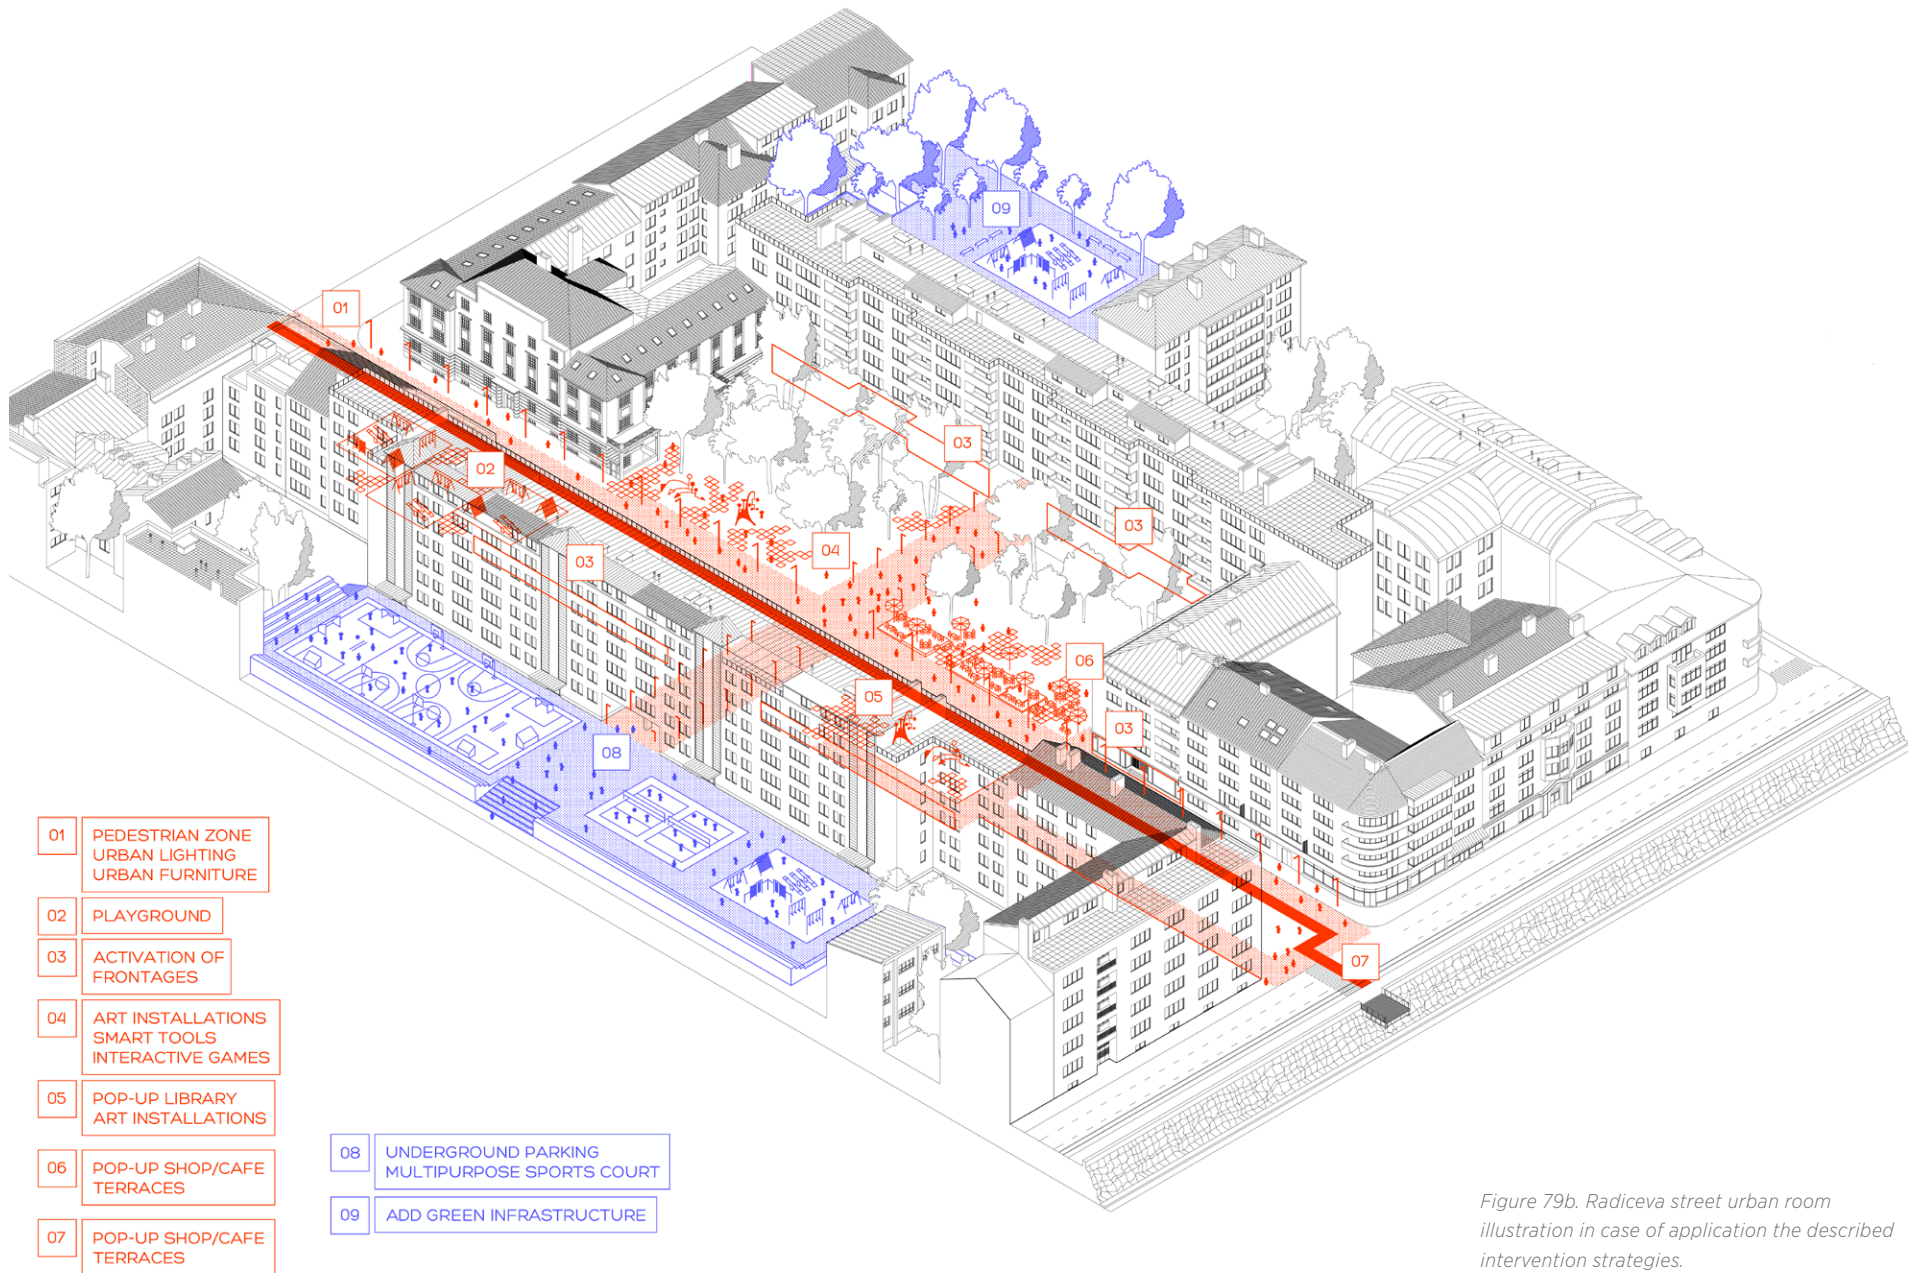 09
01
03
02
03
04
03
06
05
03
08
07
01
PEDESTRIAN ZONE
URBAN LIGHTING
URBAN FURNITURE
02
PLAYGROUND
03
ACTIVATION OF
FRONTAGES
04
ART INSTALLATIONS
SMART TOOLS
INTERACTIVE GAMES
05
POP-UP LIBRARY
ART INSTALLATIONS
06
POP-UP SHOP/CAFE
TERRACES
07
POP-UP SHOP/CAFE
TERRACES
08
UNDERGROUND PARKING
MULTIPURPOSE SPORTS COURT
09
ADD GREEN INFRASTRUCTURE
Figure 79b. Radiceva street urban room
illustration in case of application the described
intervention strategies.